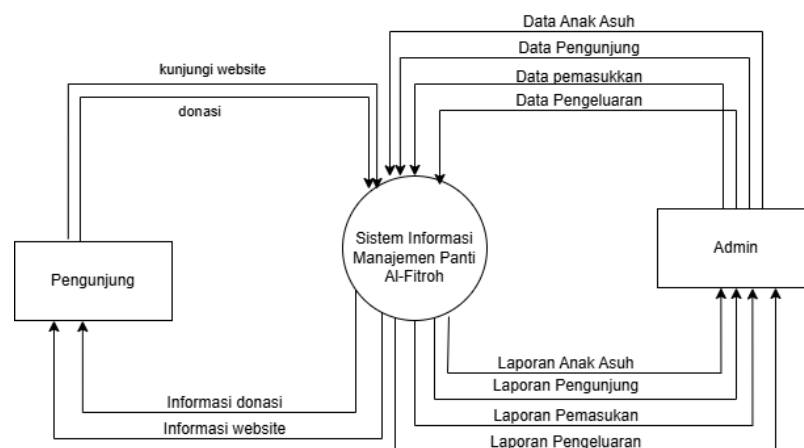 Data Anak Asuh
Data Pengunjung
kunjungi website
Data pemasukkan
donasi
Data Pengeluaran
Sistem Informasi
Manajemen Panti
Al-Fitroh
Admin
Pengunjung
Laporan Anak Asuh
Laporan Pengunjung
Informasi donasi
Laporan Pemasukan
Informasi website
Laporan Pengeluaran